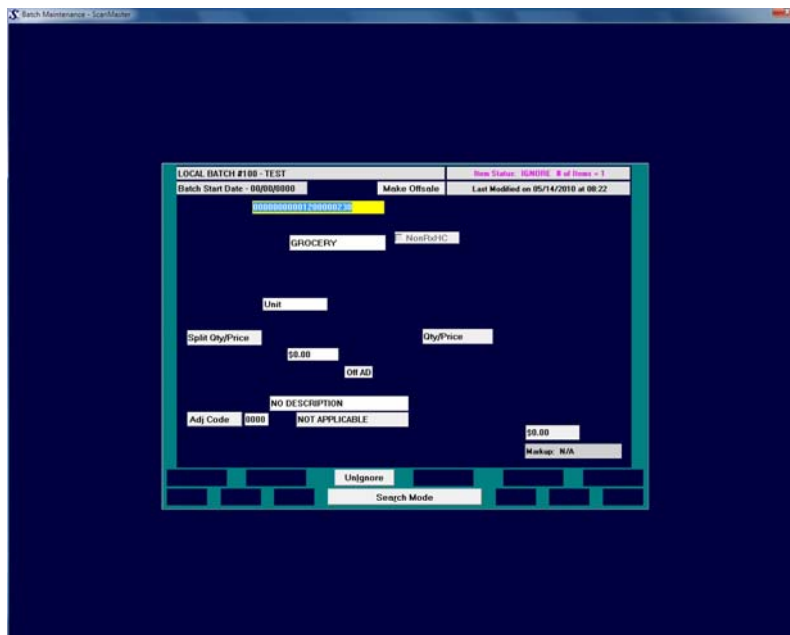 Batch Maintenance - ScanMaster
LOCAL BATCH #100 - TEST
Item Status: IGNORE # of Items = 1
Batch Start Date - 00/00/0000
Make Offsale
Last Modified on 05/14/2010 at 08:22
GROCERY
NonRxHC
Unit
Split Qty/Price
Qty/Price
$0.00
Off AD
NO DESCRIPTION
Adj Code
0000
NOT APPLICABLE
$0.00
Markup: N/A
UnIgnore
Search Mode